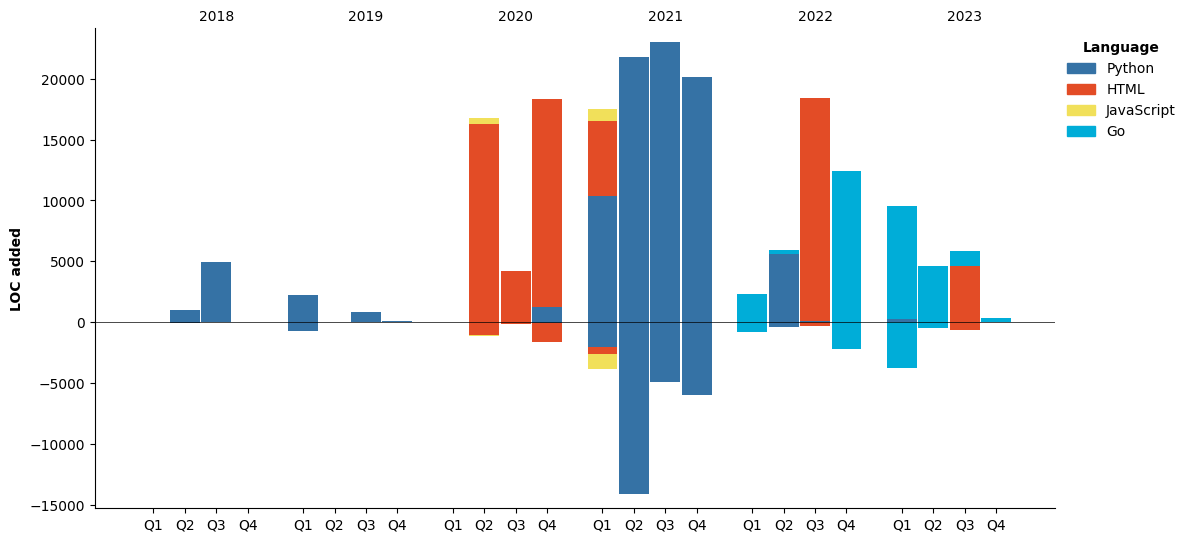 2018 2019 2020 2021 2022 2023
Language
Python
HTML
JavaScript
Go
LOC added
20000
15000
10000
5000
0
−5000
−10000
−15000
Q1 Q2 Q3 Q4 Q1 Q2 Q3 Q4 Q1 Q2 Q3 Q4 Q1 Q2 Q3 Q4 Q1 Q2 Q3 Q4 Q1 Q2 Q3 Q4